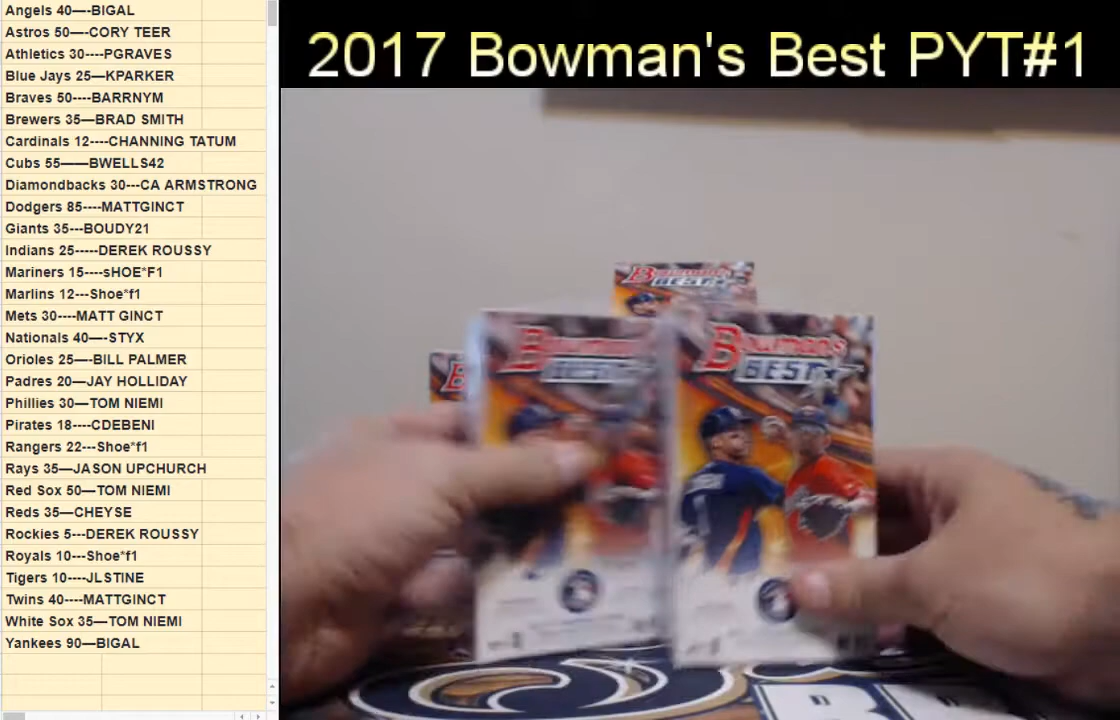 Angels 40—-BIGAL
Astros 50—-CORY TEER
Athletics 30----PGRAVES
Blue Jays 25—KPARKER
Braves 50----BARRNYM
Brewers 35—BRAD SMITH
Cardinals 12----CHANNING TATUM
Cubs 55——BWELLS42
Diamondbacks 30---CA ARMSTRONG
Dodgers 85----MATTGINCT
Giants 35---BOUDY21
Indians 25-----DEREK ROUSSY
Mariners 15----sHOE*F1
Marlins 12---Shoe*f1
Mets 30----MATT GINCT
Nationals 40—-STYX
Orioles 25—BILL PALMER
Padres 20—JAY HOLLIDAY
Phillies 30—TOM NIEMI
Pirates 18----CDEBENI
Rangers 22---Shoe*f1
Rays 35—JASON UPCHURCH
Red Sox 50—TOM NIEMI
Reds 35—CHEYSE
Rockies 5---DEREK ROUSSY
Royals 10---Shoe*f1
Tigers 10----JLSTINE
Twins 40----MATTGINCT
White Sox 35—TOM NIEMI
Yankees 90—BIGAL
2017 Bowman's Best PYT#1
Bowman's
BEST
Bowman's
BEST
Bowman's
BEST